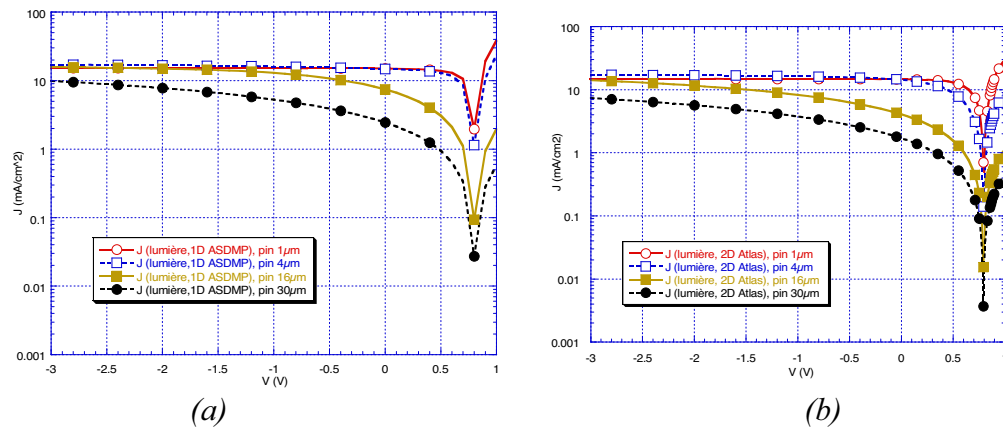 100
10
1
0.1
0.01
0.001
J (mA/cm^2)
J (lumière,1D ASDMP), pin 1µm
J (lumière,1D ASDMP), pin 4µm
J (lumière,1D ASDMP), pin 16µm
J (lumière,1D ASDMP), pin 30µm
-3 -2.5 -2 -1.5 -1 -0.5 0 0.5 1
V (V)
(a)
100
10
1
0.1
0.01
0.001
J (mA/cm2)
J (lumière, 2D Atlas), pin 1µm
J (lumière, 2D Atlas), pin 4µm
J (lumière, 2D Atlas), pin 16µm
J (lumière, 2D Atlas), pin 30µm
-3 -2.5 -2 -1.5 -1 -0.5 0 0.5 1
V (V)
(b)